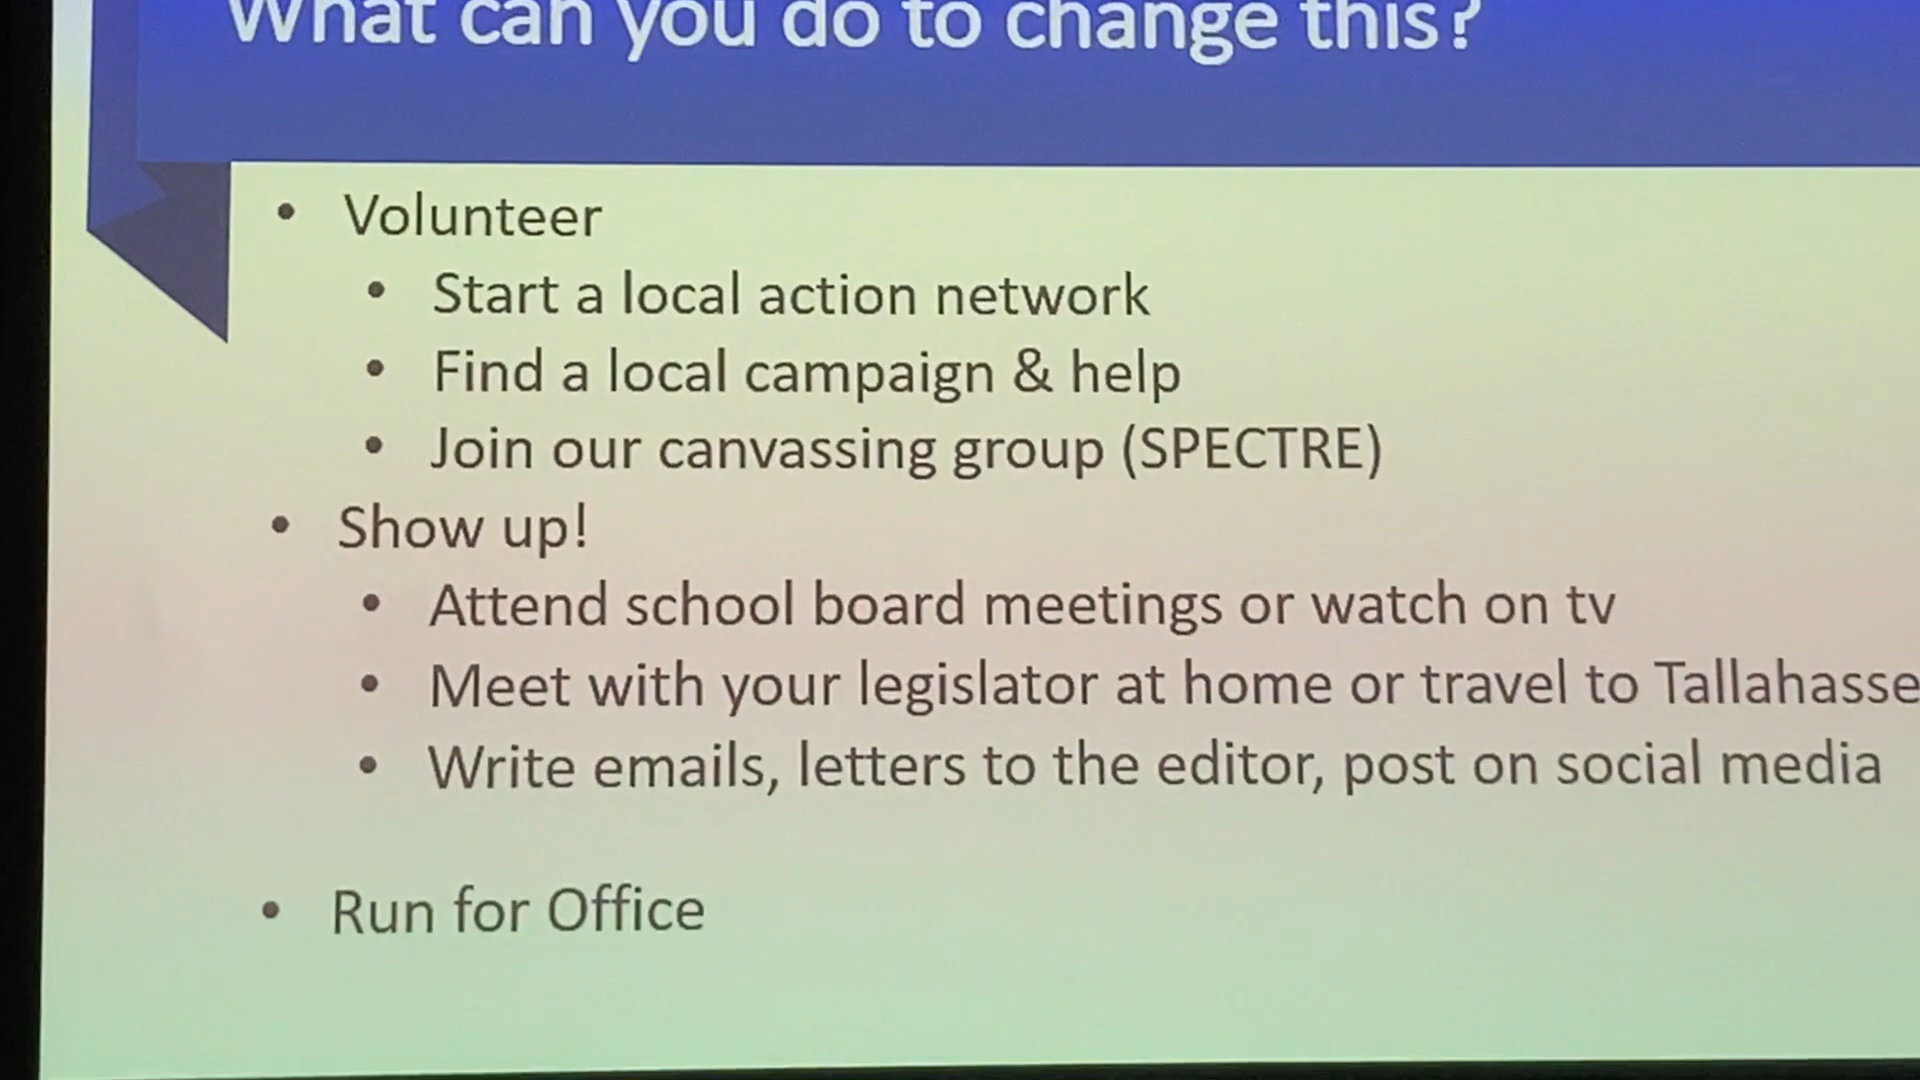 What can you do to change this?
• Volunteer
• Start a local action network
• Find a local campaign & help
• Join our canvassing group (SPECTRE)
• Show up!
• Attend school board meetings or watch on tv
• Meet with your legislator at home or travel to Tallahasse
• Write emails, letters to the editor, post on social media
• Run for Office